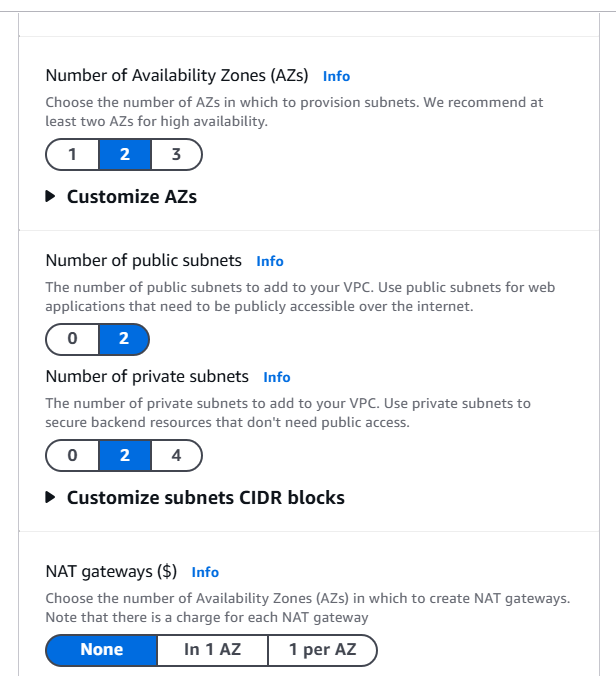 Number of Availability Zones (AZs) Info
Choose the number of AZs in which to provision subnets. We recommend at
least two AZs for high availability.
1 2 3
Customize AZs
Number of public subnets Info
The number of public subnets to add to your VPC. Use public subnets for web
applications that need to be publicly accessible over the internet.
0 2
Number of private subnets Info
The number of private subnets to add to your VPC. Use private subnets to
secure backend resources that don't need public access.
0 2 4
Customize subnets CIDR blocks
NAT gateways ($) Info
Choose the number of Availability Zones (AZs) in which to create NAT gateways.
Note that there is a charge for each NAT gateway
None In 1 AZ 1 per AZ